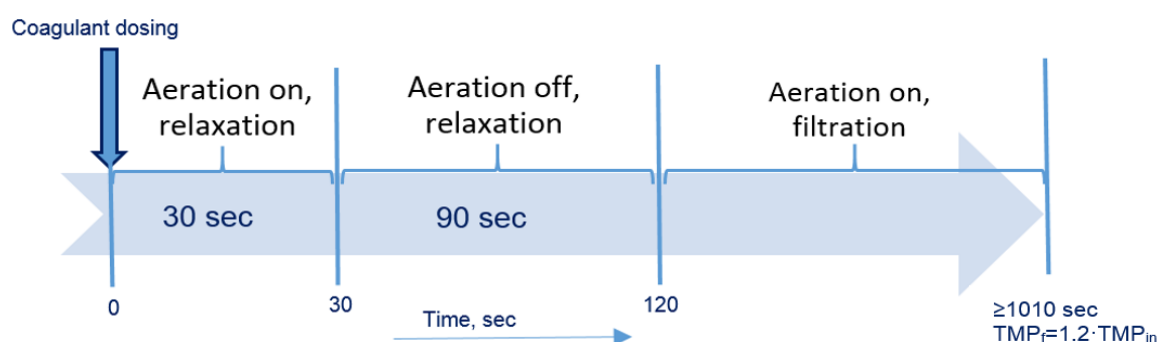 Coagulant dosing
Aeration on,
relaxation
Aeration off,
relaxation
Aeration on,
filtration
30 sec
90 sec
0
30
120
Time, sec
≥1010 sec
TMPf=1.2·TMPin